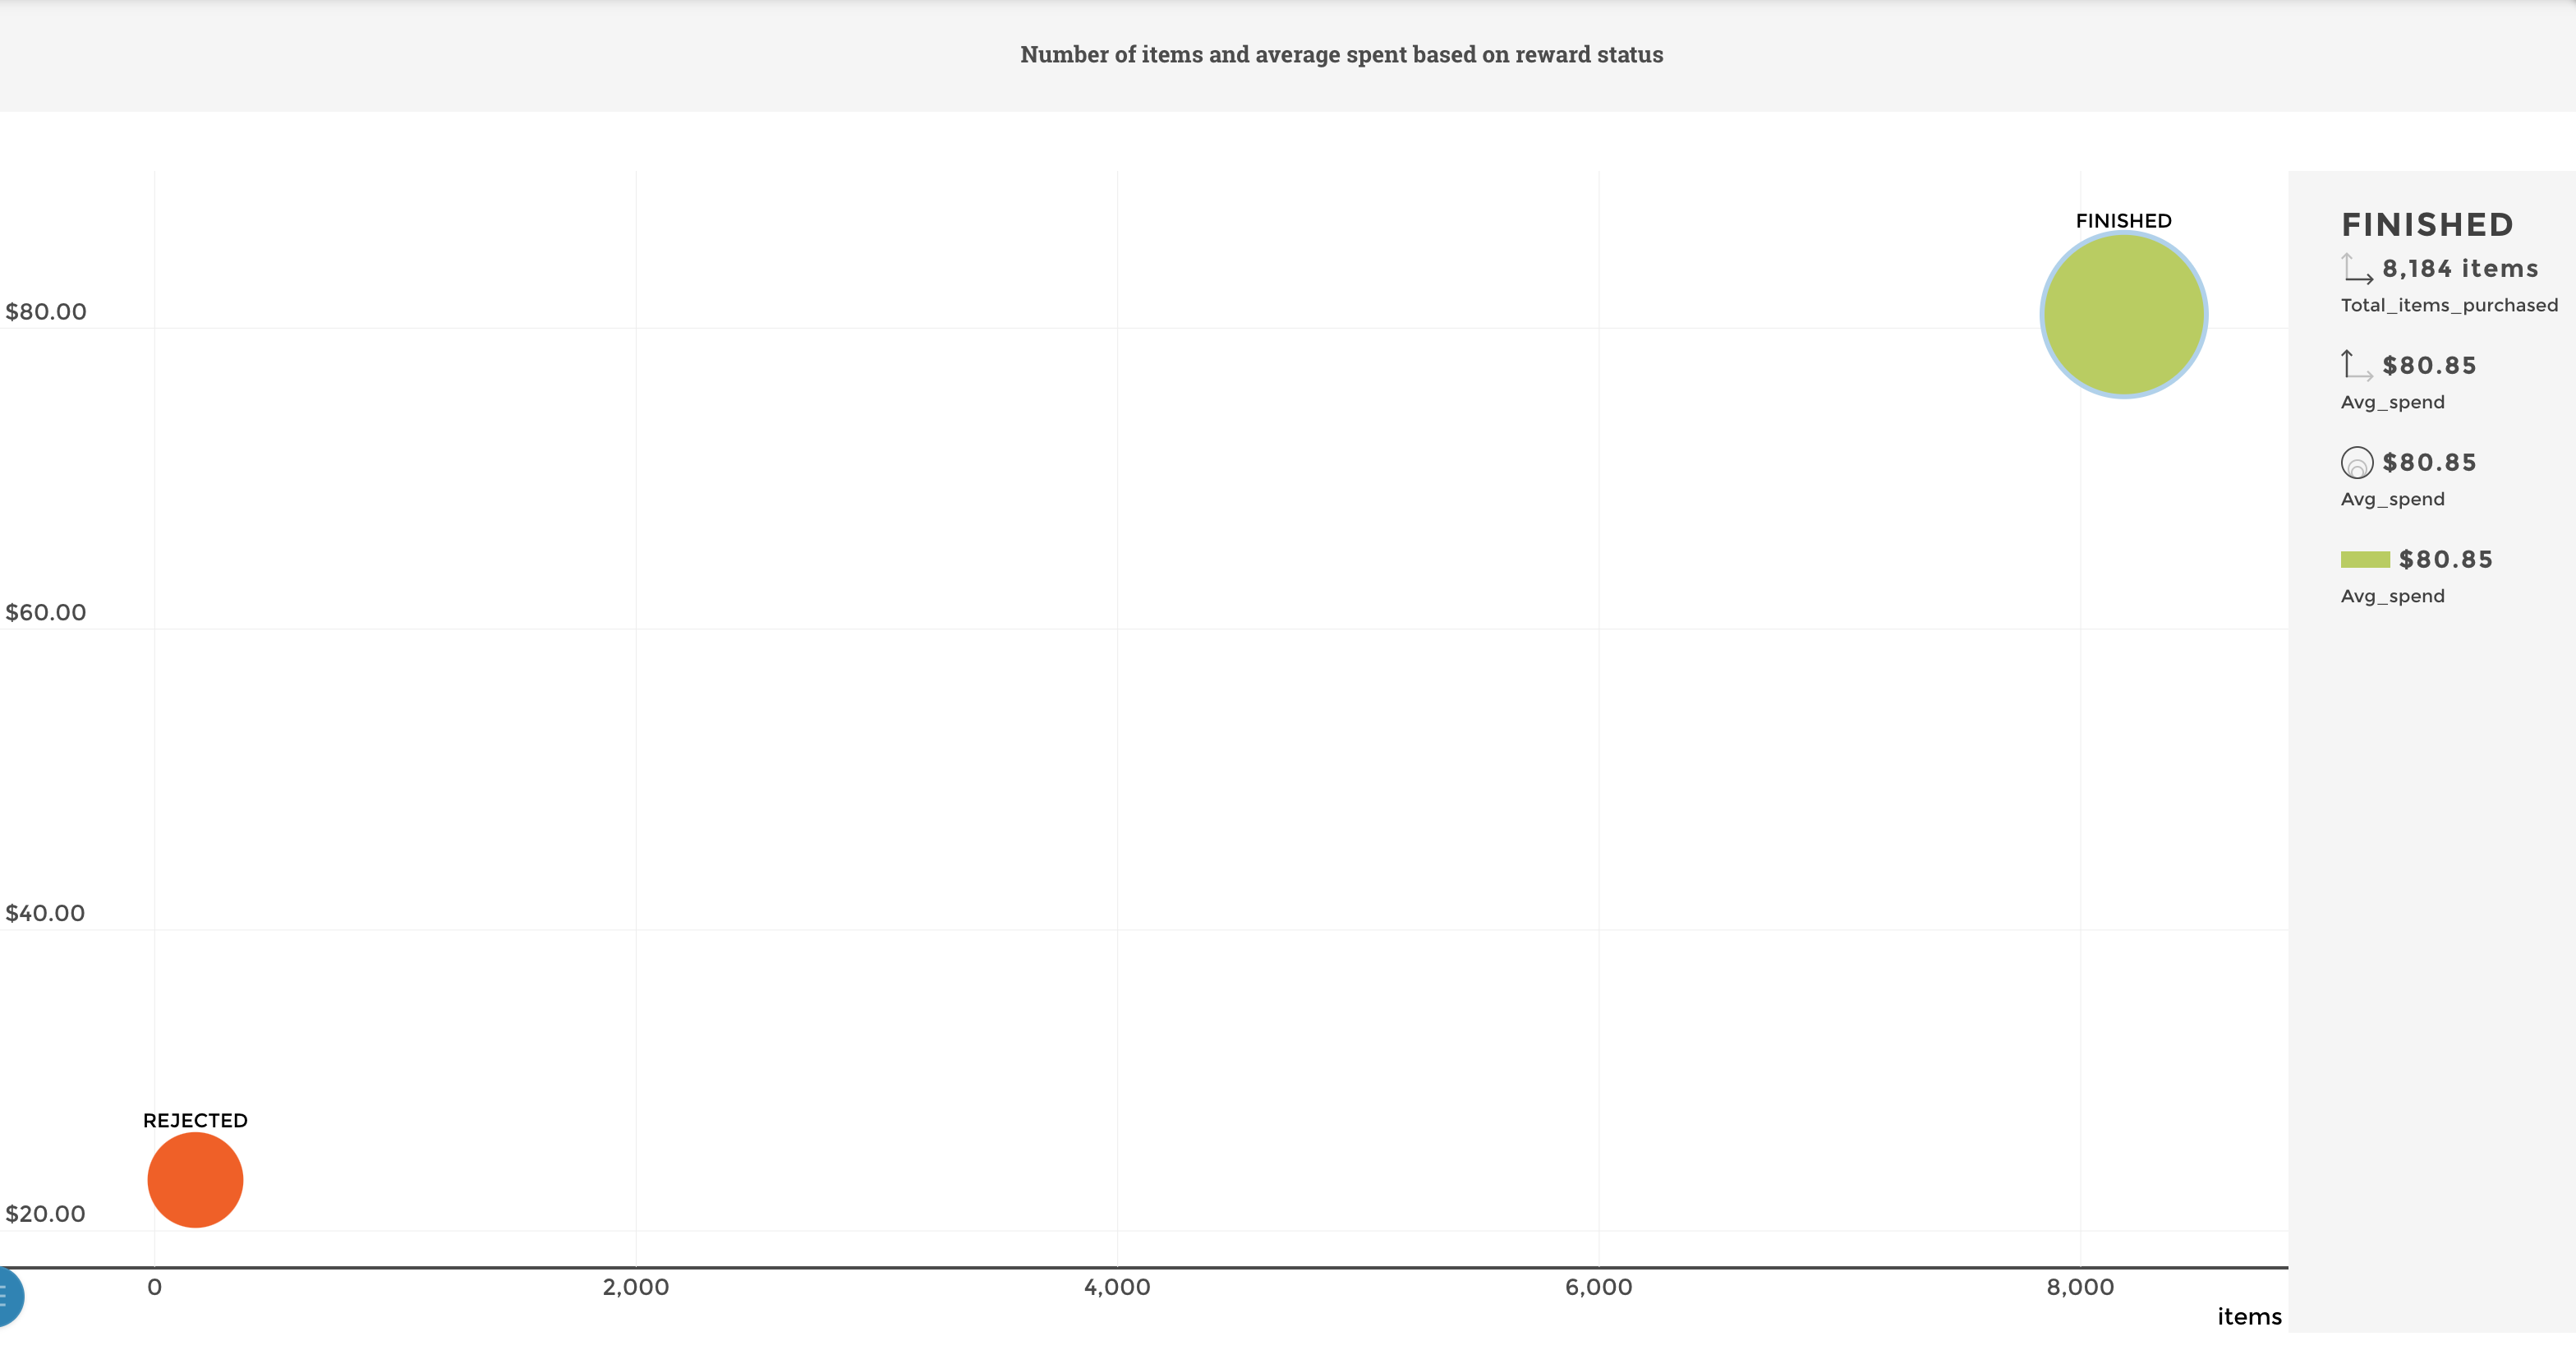 Number of items and average spent based on reward status
FINISHED
$80.00
$60.00
$40.00
REJECTED
$20.00
0
2,000
4,000
6,000
8,000
items
FINISHED
8,184 items
Total_items_purchased
$80.85
Avg_spend
$80.85
Avg_spend
$80.85
Avg_spend